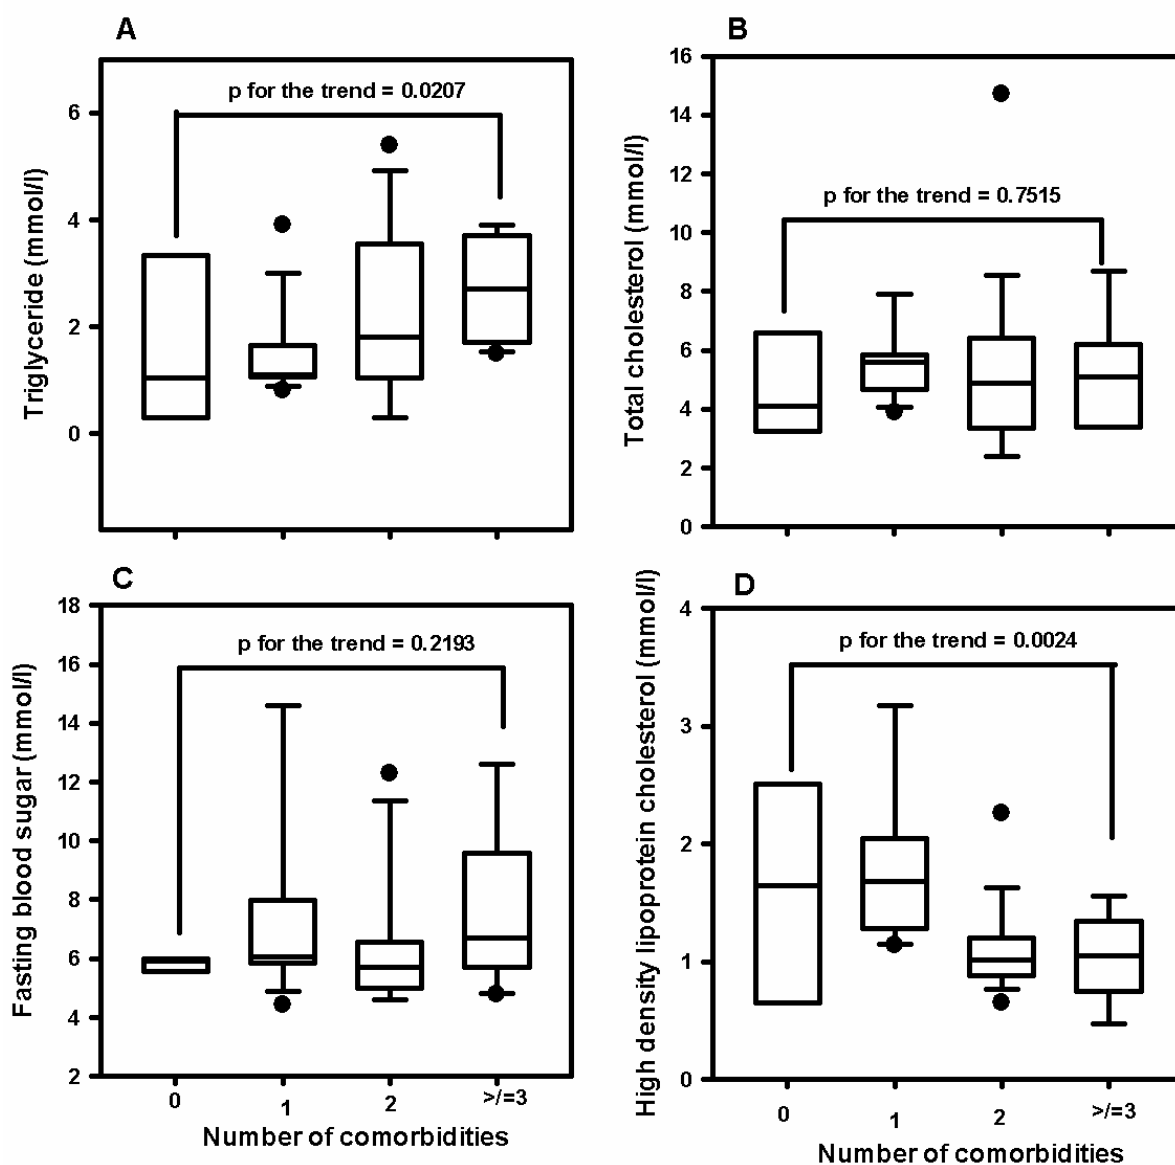 A
p for the trend = 0.0207
Triglyceride (mmol/l)
6
4
2
0
B
p for the trend = 0.7515
Total cholesterol (mmol/l)
16
14
12
10
8
6
4
2
0
C
p for the trend = 0.2193
Fasting blood sugar (mmol/l)
18
16
14
12
10
8
6
4
2
0 1 2 >/=3
Number of comorbidities
D
p for the trend = 0.0024
High density lipoprotein cholesterol (mmol/l)
4
3
2
1
0
0 1 2 >/=3
Number of comorbidities